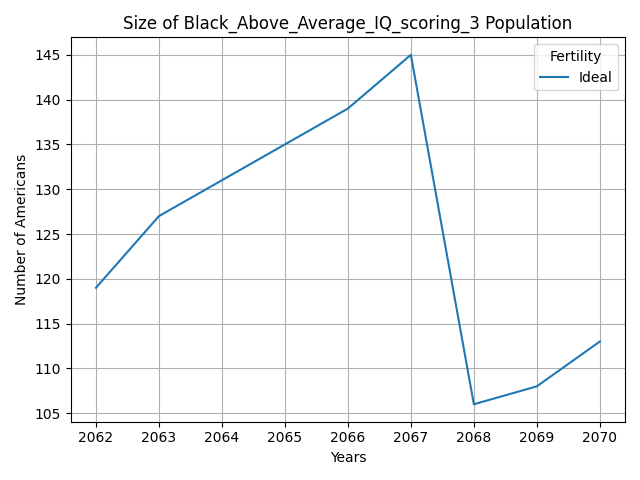 Size of Black_Above_Average_IQ_scoring_3 Population
Fertility
Ideal
Number of Americans
145
140
135
130
125
120
115
110
105
2062 2063 2064 2065 2066 2067 2068 2069 2070
Years